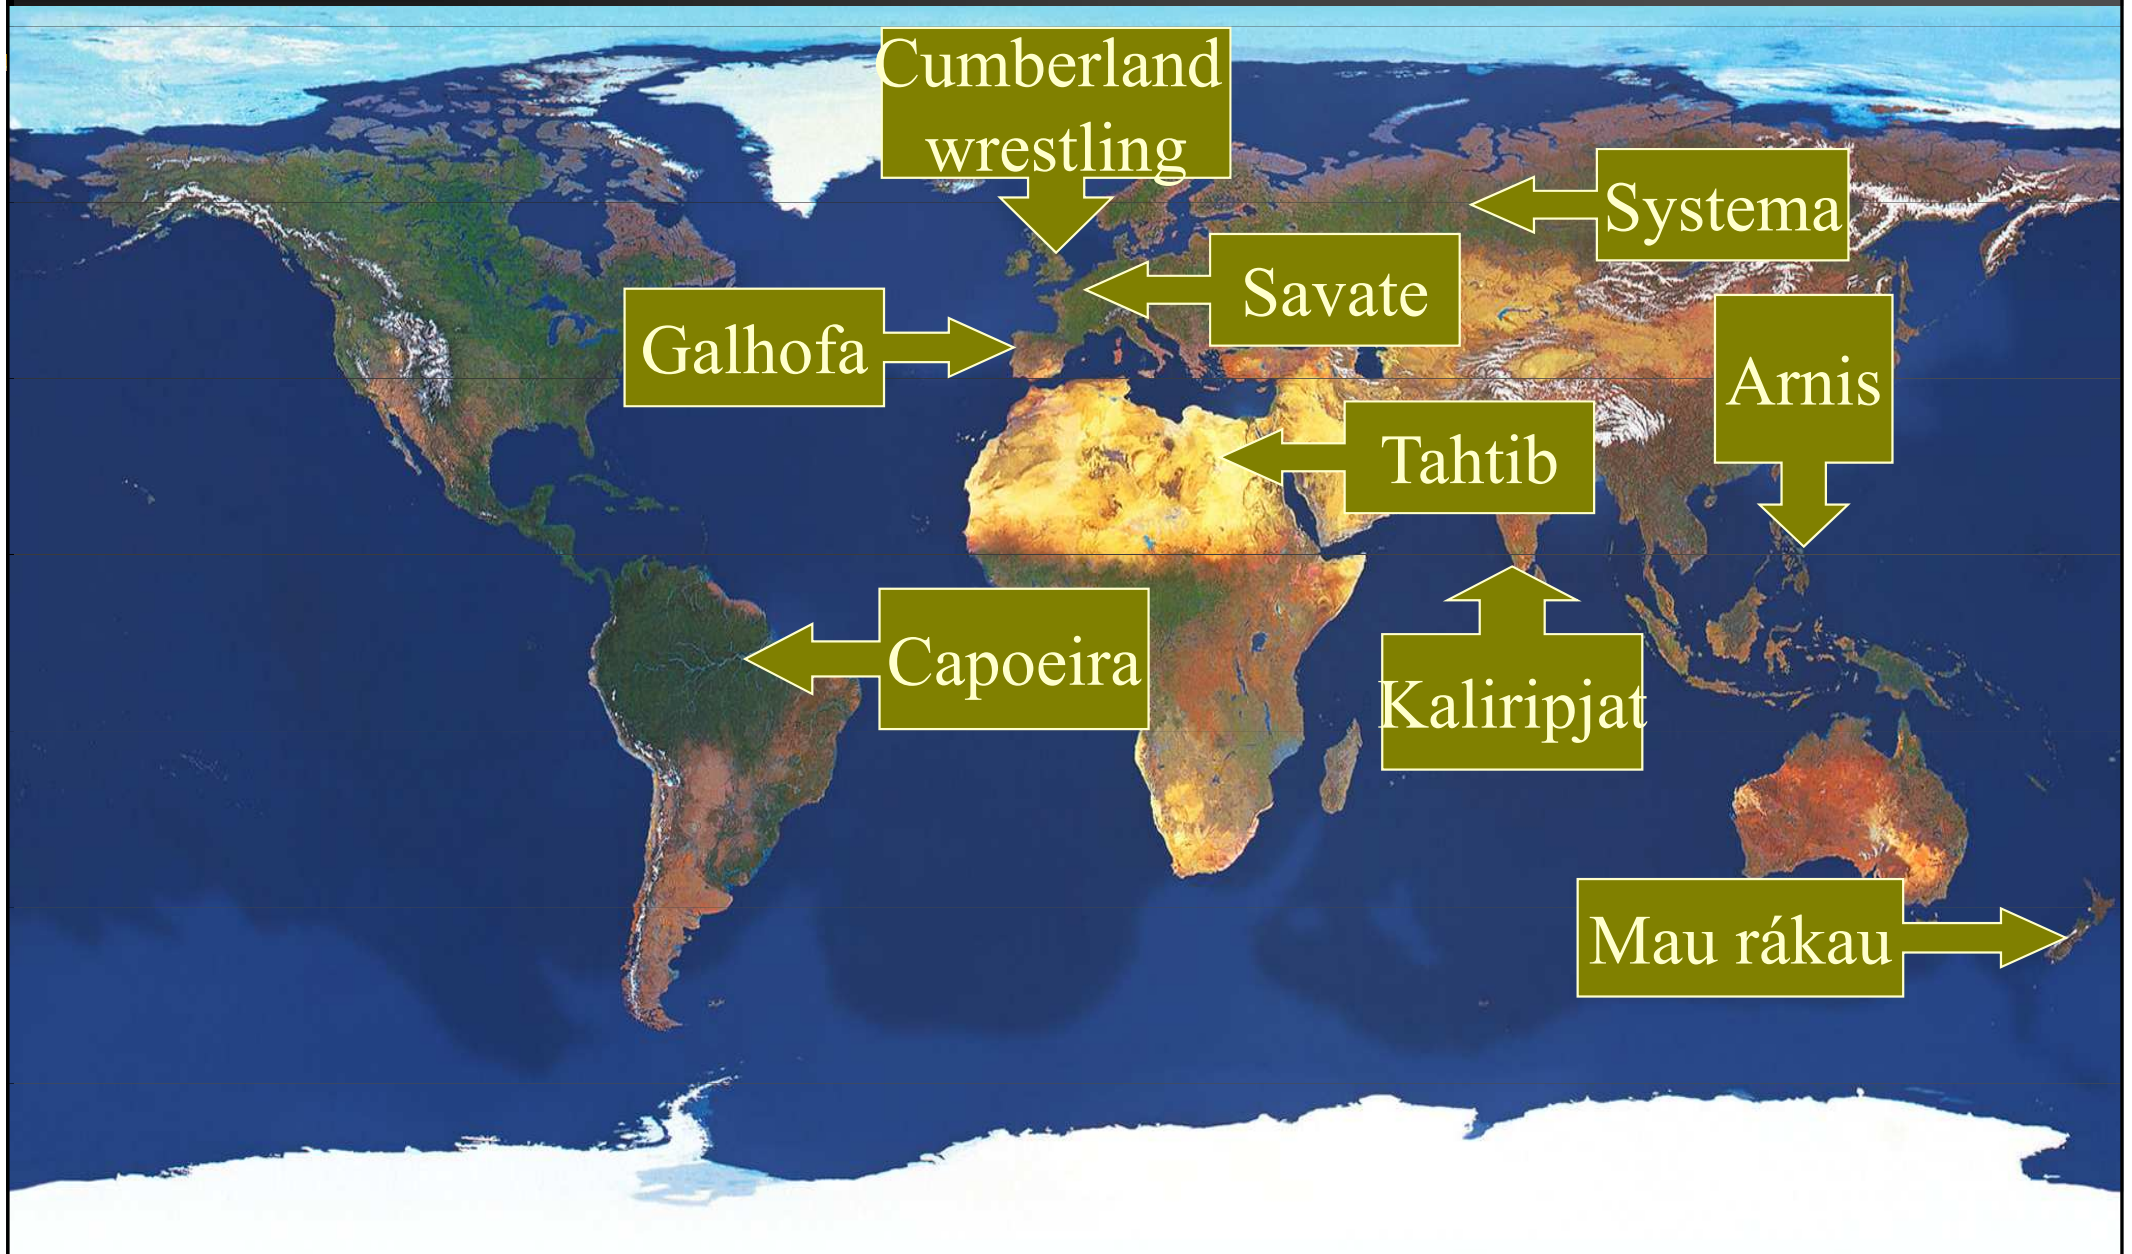 Cumberland
wrestling
Systema
Savate
Galhofa
Arnis
Tahtib
Capoeira
Kaliripjat
Mau rákau